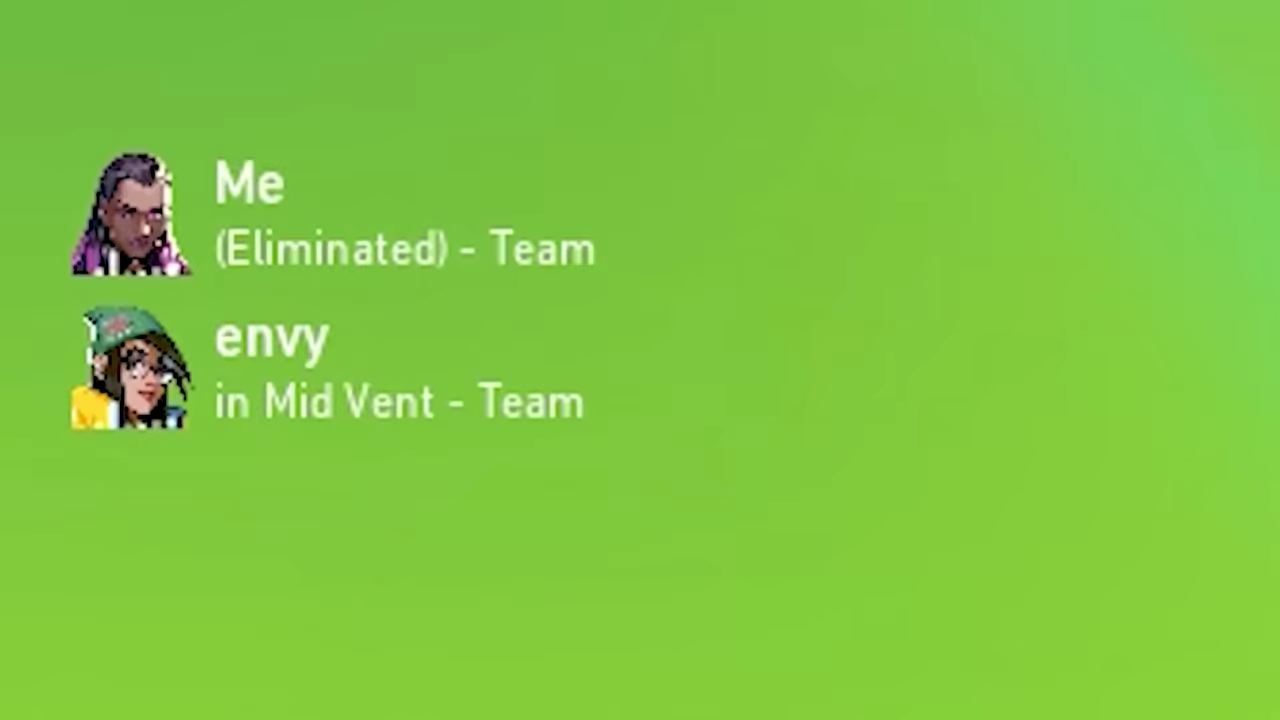 Me
(Eliminated) - Team
envy
in Mid Vent - Team